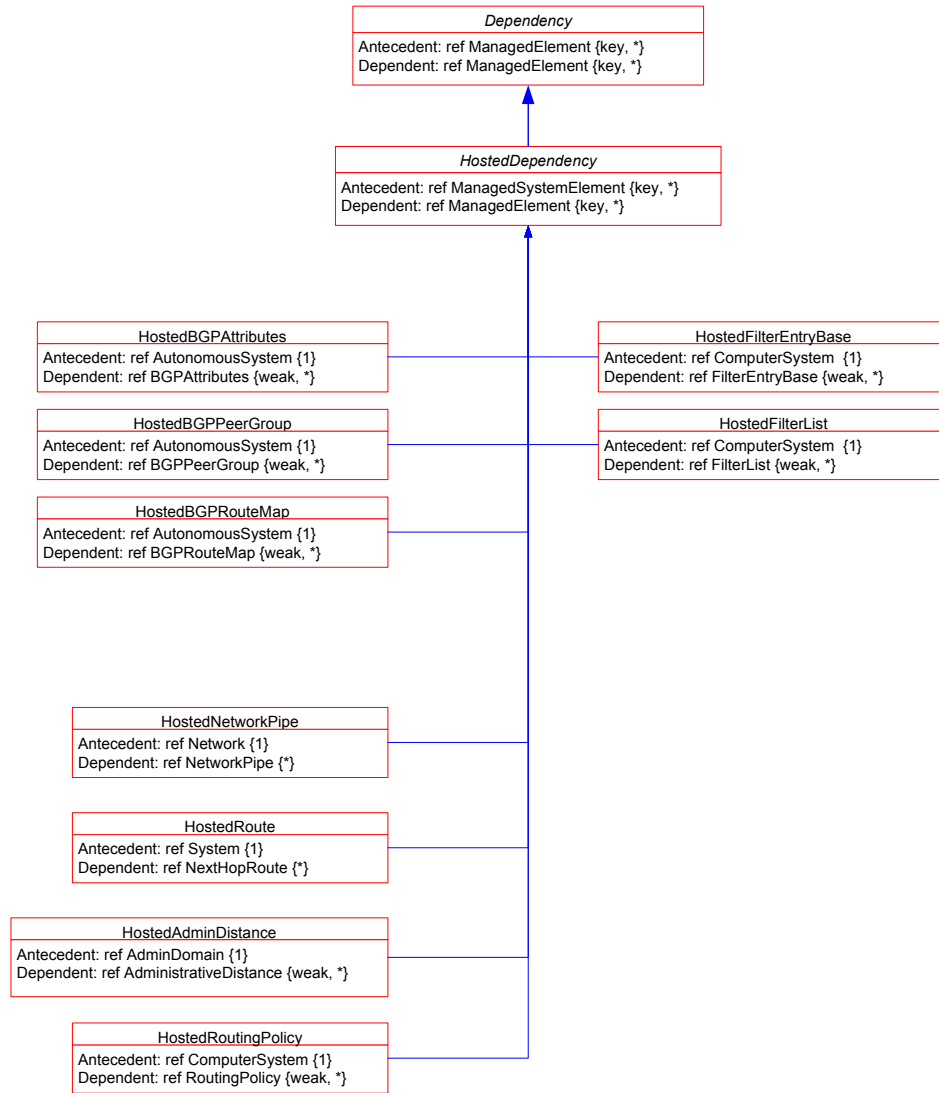 Dependency
Antecedent: ref ManagedElement {key, *}
Dependent: ref ManagedElement {key, *}
HostedDependency
Antecedent: ref ManagedSystemElement {key, *}
Dependent: ref ManagedElement {key, *}
HostedBGPAttributes
Antecedent: ref AutonomousSystem {1}
Dependent: ref BGPAttributes {weak, *}
HostedFilterEntryBase
Antecedent: ref ComputerSystem {1}
Dependent: ref FilterEntryBase {weak, *}
HostedBGPPeerGroup
Antecedent: ref AutonomousSystem {1}
Dependent: ref BGPPeerGroup {weak, *}
HostedFilterList
Antecedent: ref ComputerSystem {1}
Dependent: ref FilterList {weak, *}
HostedBGPRouteMap
Antecedent: ref AutonomousSystem {1}
Dependent: ref BGPRouteMap {weak, *}
HostedNetworkPipe
Antecedent: ref Network {1}
Dependent: ref NetworkPipe {*}
HostedRoute
Antecedent: ref System {1}
Dependent: ref NextHopRoute {*}
HostedAdminDistance
Antecedent: ref AdminDomain {1}
Dependent: ref AdministrativeDistance {weak, *}
HostedRoutingPolicy
Antecedent: ref ComputerSystem {1}
Dependent: ref RoutingPolicy {weak, *}